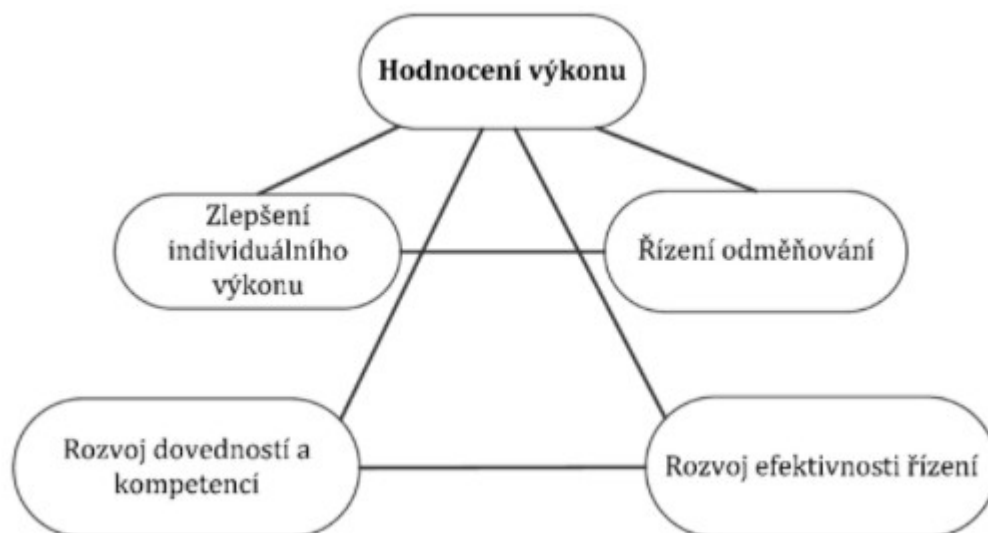 Hodnocení výkonu
Zlepšení
individuálního
výkonu
Řízení odměňování
Rozvoj dovedností a
kompetencí
Rozvoj efektivnosti řízení